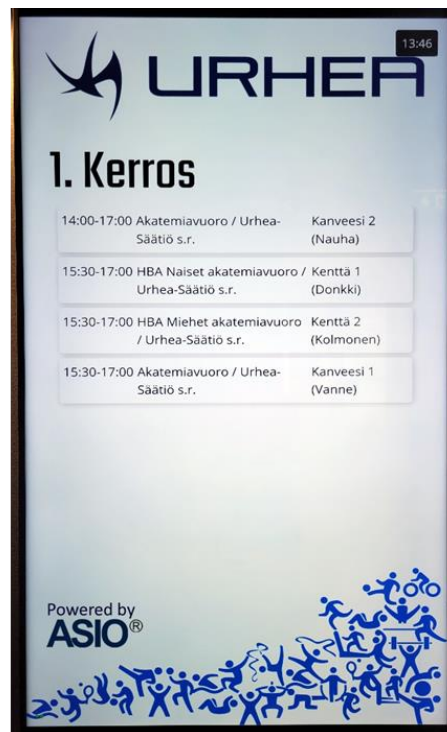 13:46
URHEA
1. Kerros
14:00-17:00 Akatemiavuoro / Urhea- Kanveesi 2
Säätiö s.r. (Nauha)
15:30-17:00 HBA Naiset akatemiavuoro / Kenttä 1
Urhea-Säätiö s.r. (Donkki)
15:30-17:00 HBA Miehet akatemiavuoro Kenttä 2
/ Urhea-Säätiö s.r. (Kolmonen)
15:30-17:00 Akatemiavuoro / Urhea- Kanveesi 1
Säätiö s.r. (Vanne)
Powered by
ASIO®